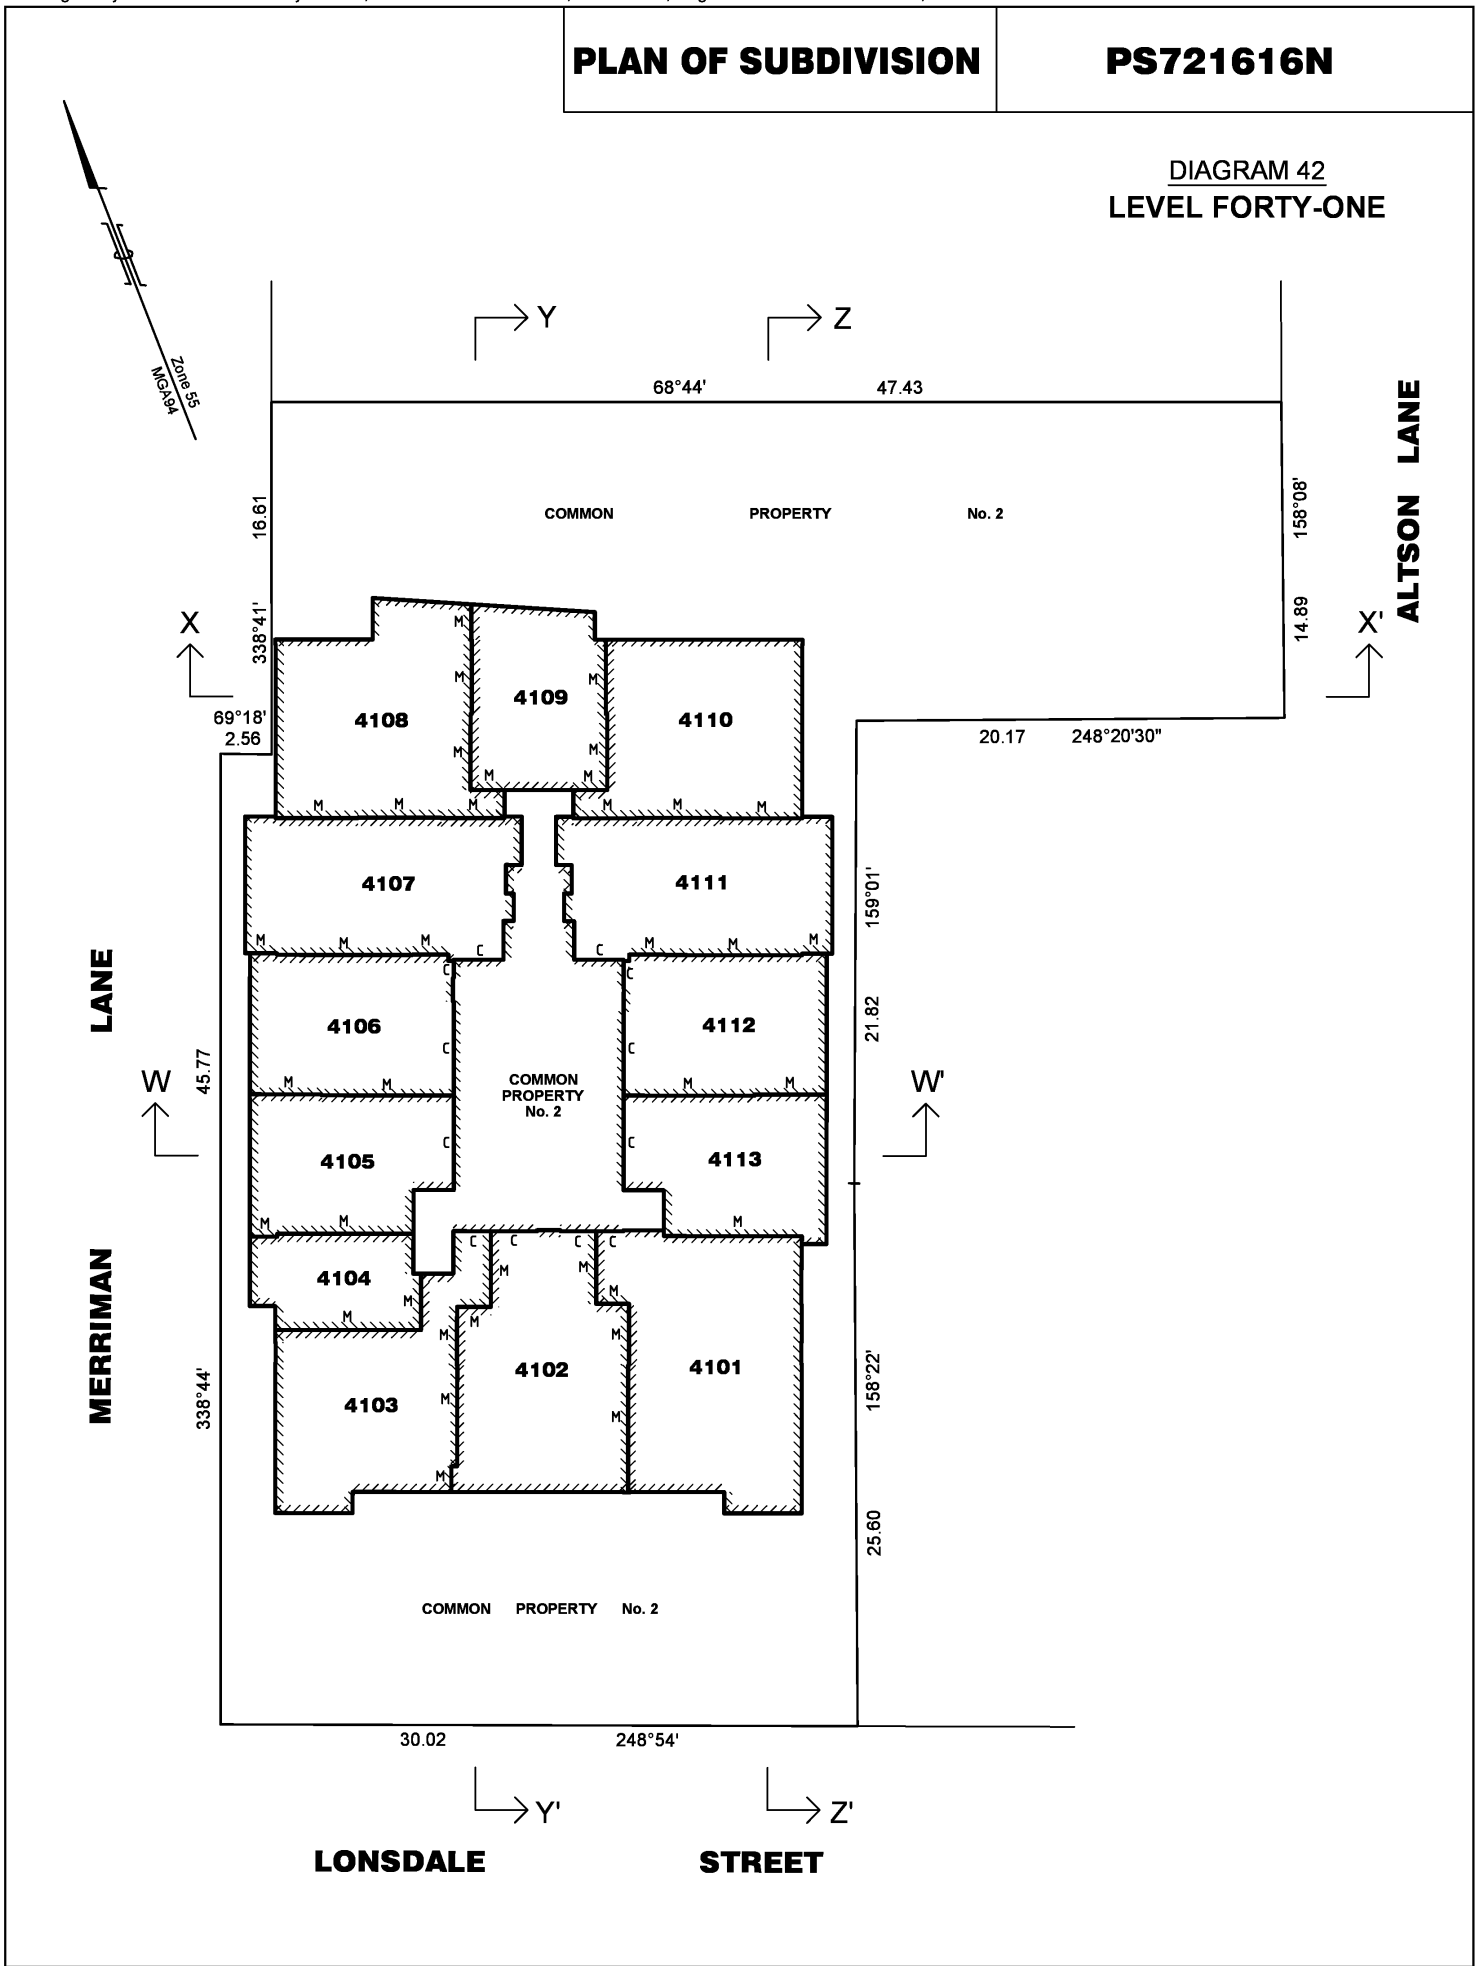 PLAN OF SUBDIVISION
PS721616N
DIAGRAM 42
LEVEL FORTY-ONE
Zone 55
MGA94
Y
Z
68°44'
47.43
ALTSON LANE
16.61
338°41'
COMMON PROPERTY No. 2
158°08'
14.89
X
X'
69°18'
2.56
20.17
248°20'30"
4108
4109
4110
M
M
M
M
M
M
M
M
M
M
M
M
M
4107
4111
159°01'
M
M
M
C
C
M
M
M
LANE
4106
C
C
C
4112
21.82
45.77
W
W'
M
M
COMMON
PROPERTY
No. 2
C
M
M
4105
C
C
4113
M
M
M
4104
C
C
C
C
M
M
M
M
M
M
M
M
MERRIMAN
338°44'
4103
4102
4101
158°22'
M
M
M
25.60
COMMON PROPERTY No. 2
30.02
248°54'
Y'
Z'
LONSDALE STREET